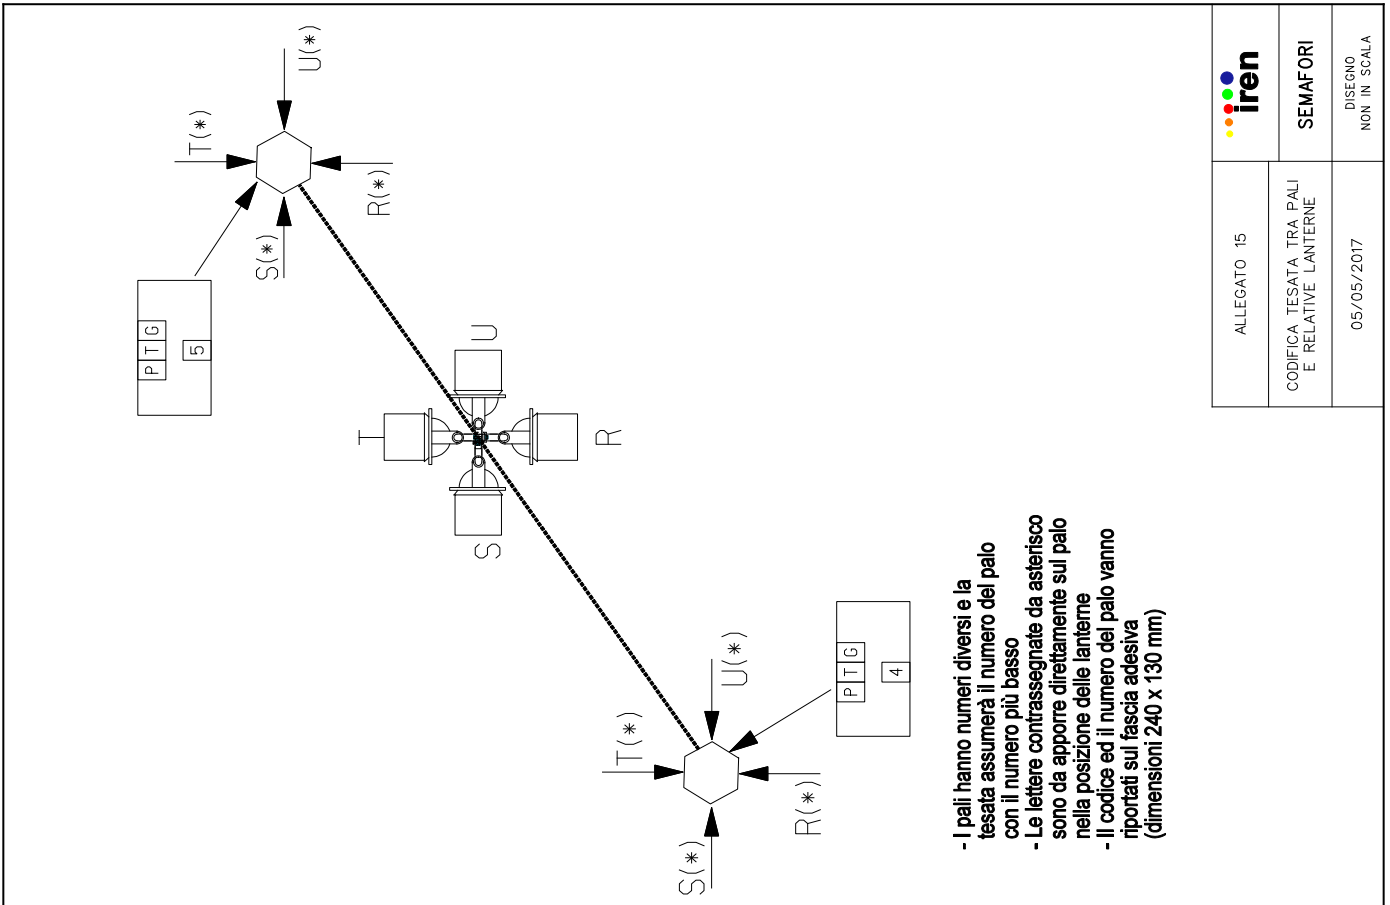 U(*)
T(*)
R(*)
S(*)
P T G
5
U
T
R
S
U(*)
T(*)
R(*)
S(*)
P T G
4
- I pali hanno numeri diversi e la
tesata assumerà il numero del palo
con il numero più basso
- Le lettere contrassegnate da asterisco
sono da apporre direttamente sul palo
nella posizione delle lanterne
- Il codice ed il numero del palo vanno
riportati sul fascia adesiva
(dimensioni 240 x 130 mm)
iren
SEMAFORI
DISEGNO
NON IN SCALA
ALLEGATO 15
CODIFICA TESATA TRA PALI
E RELATIVE LANTERNE
05/05/2017